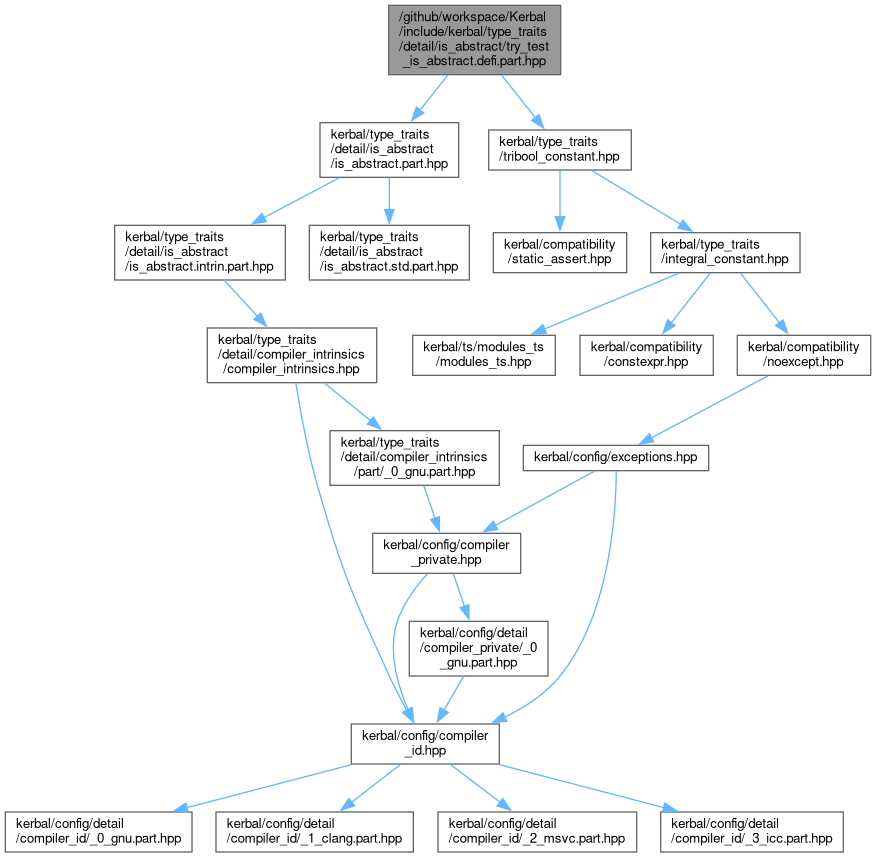 /github/workspace/Kerbal
/include/kerbal/type_traits
/detail/is_abstract/try_test
_is_abstract.defi.part.hpp
kerbal/type_traits
/detail/is_abstract
/is_abstract.part.hpp
kerbal/type_traits
/tribool_constant.hpp
kerbal/type_traits
/detail/is_abstract
/is_abstract.intrin.part.hpp
kerbal/type_traits
/detail/is_abstract
/is_abstract.std.part.hpp
kerbal/compatibility
/static_assert.hpp
kerbal/type_traits
/integral_constant.hpp
kerbal/type_traits
/detail/compiler_intrinsics
/compiler_intrinsics.hpp
kerbal/ts/modules_ts
/modules_ts.hpp
kerbal/compatibility
/constexpr.hpp
kerbal/compatibility
/noexcept.hpp
kerbal/type_traits
/detail/compiler_intrinsics
/part/_0_gnu.part.hpp
kerbal/config/exceptions.hpp
kerbal/config/compiler
_private.hpp
kerbal/config/detail
/compiler_private/_0
_gnu.part.hpp
kerbal/config/compiler
_id.hpp
kerbal/config/detail
/compiler_id/_0_gnu.part.hpp
kerbal/config/detail
/compiler_id/_1_clang.part.hpp
kerbal/config/detail
/compiler_id/_2_msvc.part.hpp
kerbal/config/detail
/compiler_id/_3_icc.part.hpp